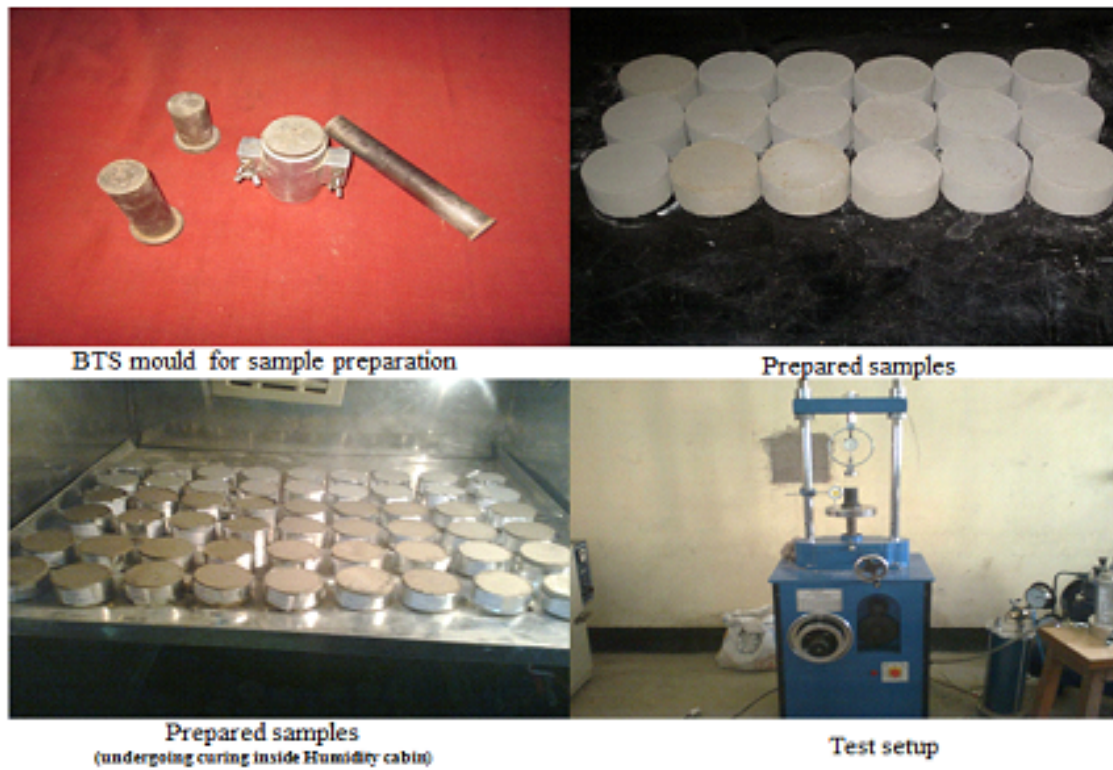 BTS mould for sample preparation
Prepared samples
Prepared samples
(undergoing curing inside Humidity cabin)
Test setup